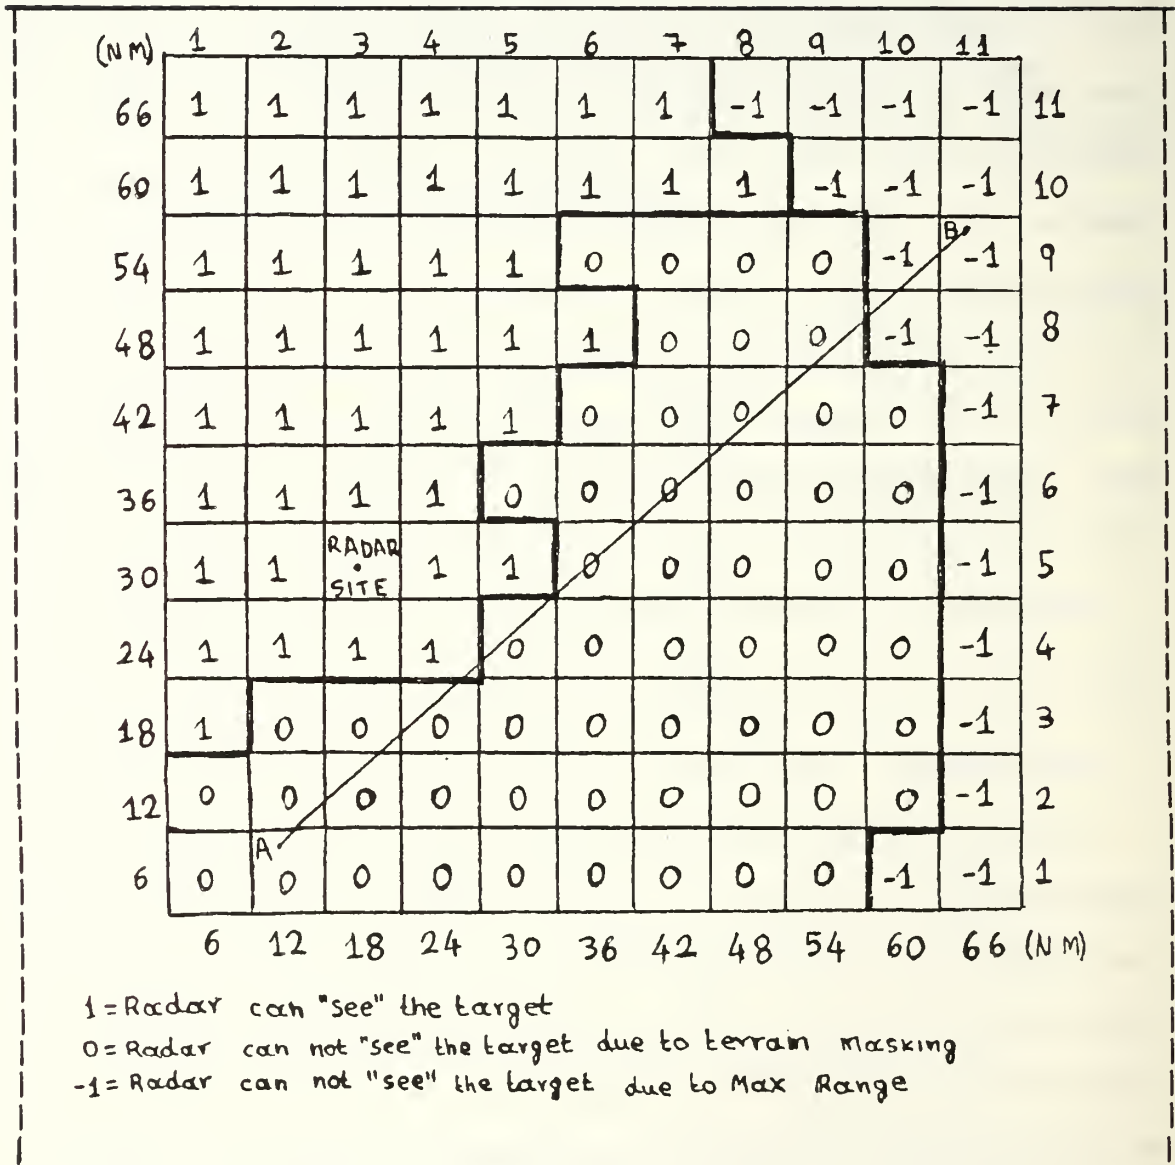 (NM) 1 2 3 4 5 6 7 8 9 10 11
66 1 1 1 1 1 1 1 -1 -1 -1 -1 11
60 1 1 1 1 1 1 1 1 -1 -1 -1 10
54 1 1 1 1 1 0 0 0 0 -1 B -1 9
48 1 1 1 1 1 1 0 0 0 -1 -1 8
42 1 1 1 1 1 0 0 0 0 0 -1 7
36 1 1 1 1 0 0 0 0 0 0 -1 6
30 1 1 RADAR SITE 1 1 0 0 0 0 0 -1 5
24 1 1 1 1 0 0 0 0 0 0 -1 4
18 1 0 0 0 0 0 0 0 0 0 -1 3
12 0 0 0 0 0 0 0 0 0 0 -1 2
6 0 A 0 0 0 0 0 0 0 0 -1 -1 1
6 12 18 24 30 36 42 48 54 60 66 (NM)
1 = Radar can "see" the target
0 = Radar can not "see" the target due to terrain masking
-1 = Radar can not "see" the target due to Max Range